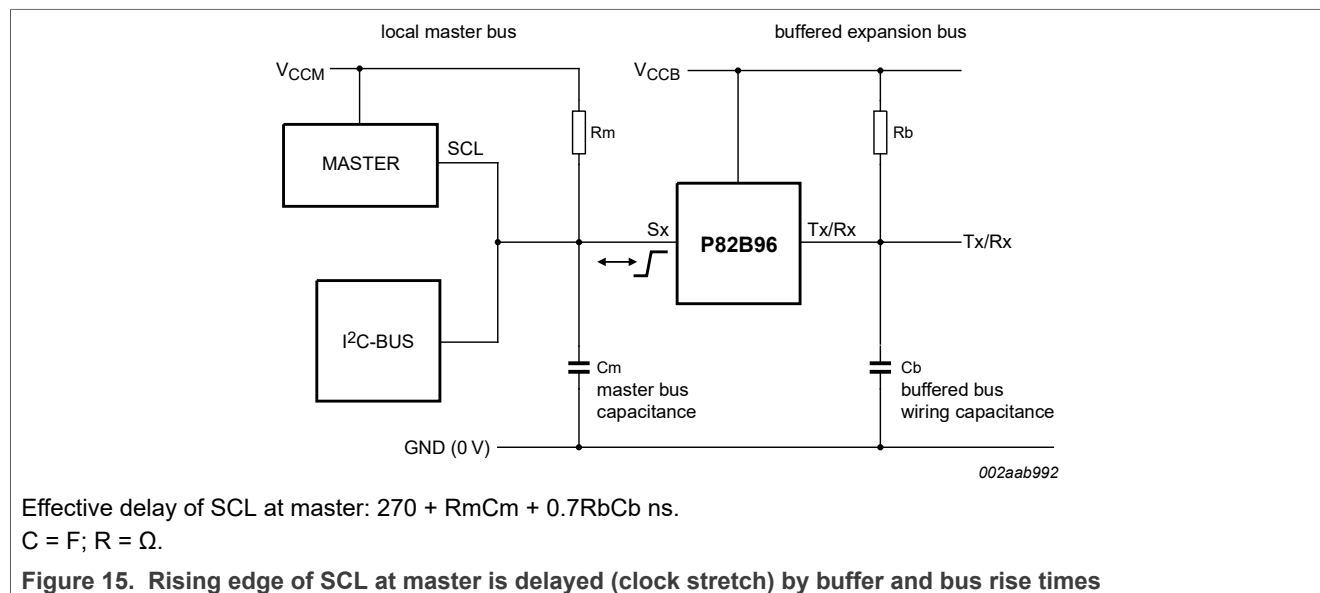 local master bus
buffered expansion bus
VCCM
VCCB
Rm
Rb
MASTER
SCL
Sx
P82B96
Tx/Rx
Tx/Rx
I²C-BUS
Cm
master bus
capacitance
Cb
buffered bus
wiring capacitance
GND (0 V)
002aab992
Effective delay of SCL at master: 270 + RmCm + 0.7RbCb ns.
C = F; R = Ω.
Figure 15. Rising edge of SCL at master is delayed (clock stretch) by buffer and bus rise times